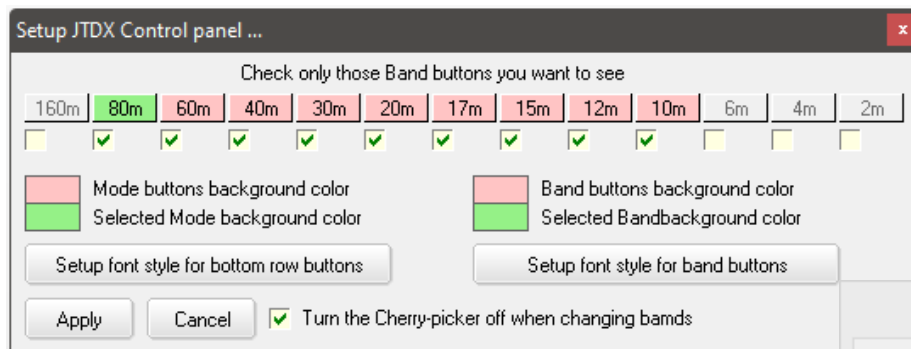 Setup JTDX Control panel ...
x
Check only those Band buttons you want to see
160m 80m 60m 40m 30m 20m 17m 15m 12m 10m 6m 4m 2m
Mode buttons background color
Band buttons background color
Selected Mode background color
Selected Bandbackground color
Setup font style for bottom row buttons
Setup font style for band buttons
Apply Cancel Turn the Cherry-picker off when changing bamds